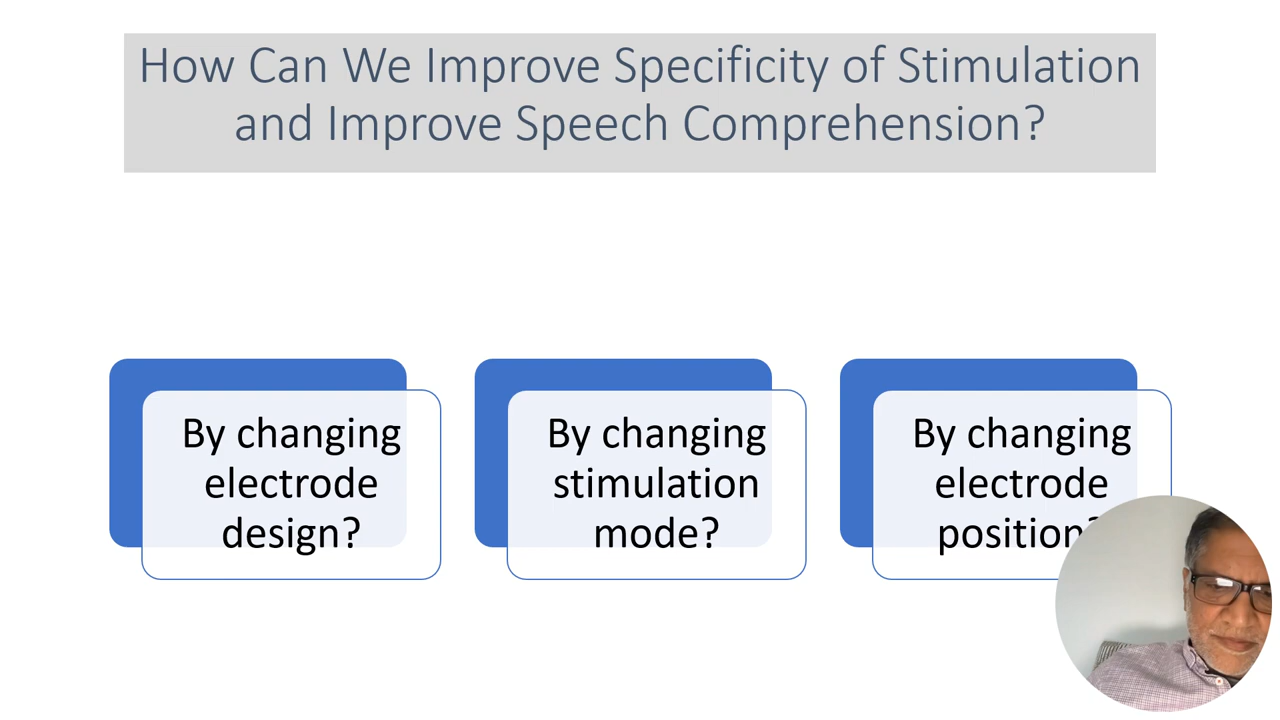 How Can We Improve Specificity of Stimulation
and Improve Speech Comprehension?
By changing
electrode
design?
By changing
stimulation
mode?
By changing
electrode
position?